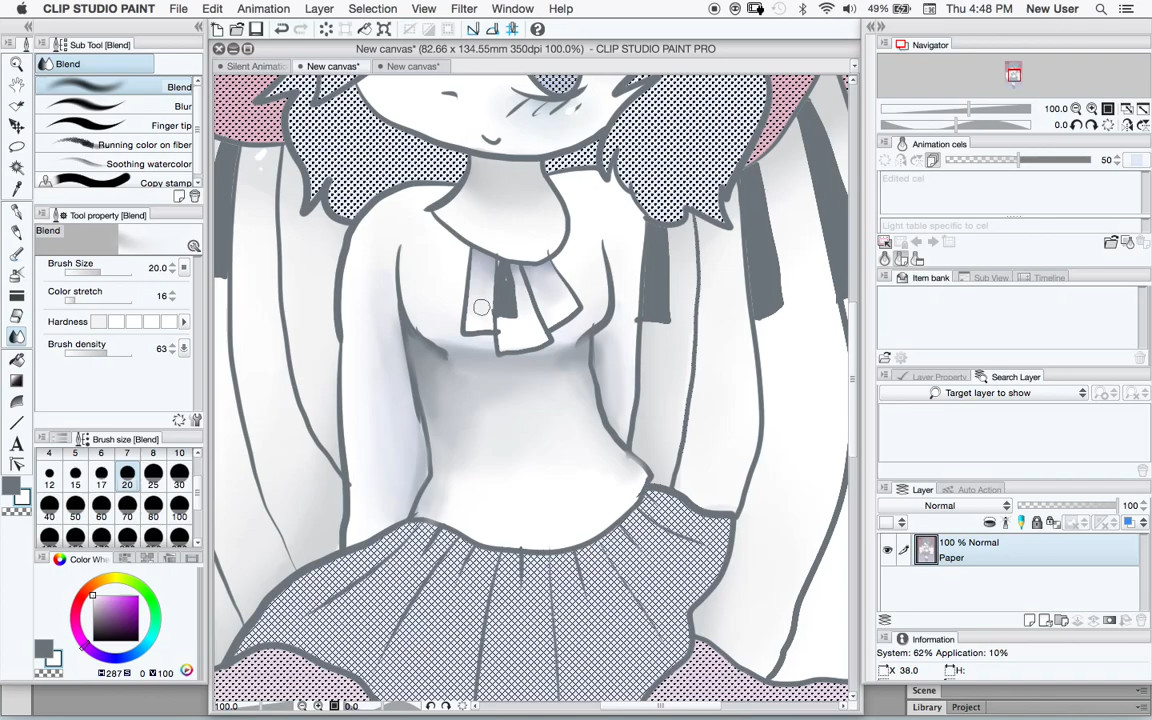 CLIP STUDIO PAINT File Edit Animation Layer Selection View Filter Window Help 49% Thu 4:48 PM New User
New canvas* (82.66 x 134.55mm 350dpi 100.0%) - CLIP STUDIO PAINT PRO
Silent Animatio New canvas* New canvas*
Sub Tool [Blend]
Blend
Blend
Blur
Finger tip
Running color on fiber
Soothing watercolor
Copy stamp
Tool property [Blend]
Blend
Brush Size 20.0
Color stretch 16
Hardness
Brush density 63
Brush size [Blend]
4 5 6 7 8 10
12 15 17 20 25 30
40 50 60 70 80 100
Color Whe
H 287 S 0 V 100
100.0 0.0
Navigator
100.0
0.0
Animation cels
50
Edited cel
Light table specific to cel
Item bank Sub View Timeline
Layer Property Search Layer
Target layer to show
Layer Auto Action
Normal 100
100 % Normal
Paper
Information
System: 62% Application: 10%
X 38.0 H:
Scene
Library Project
A